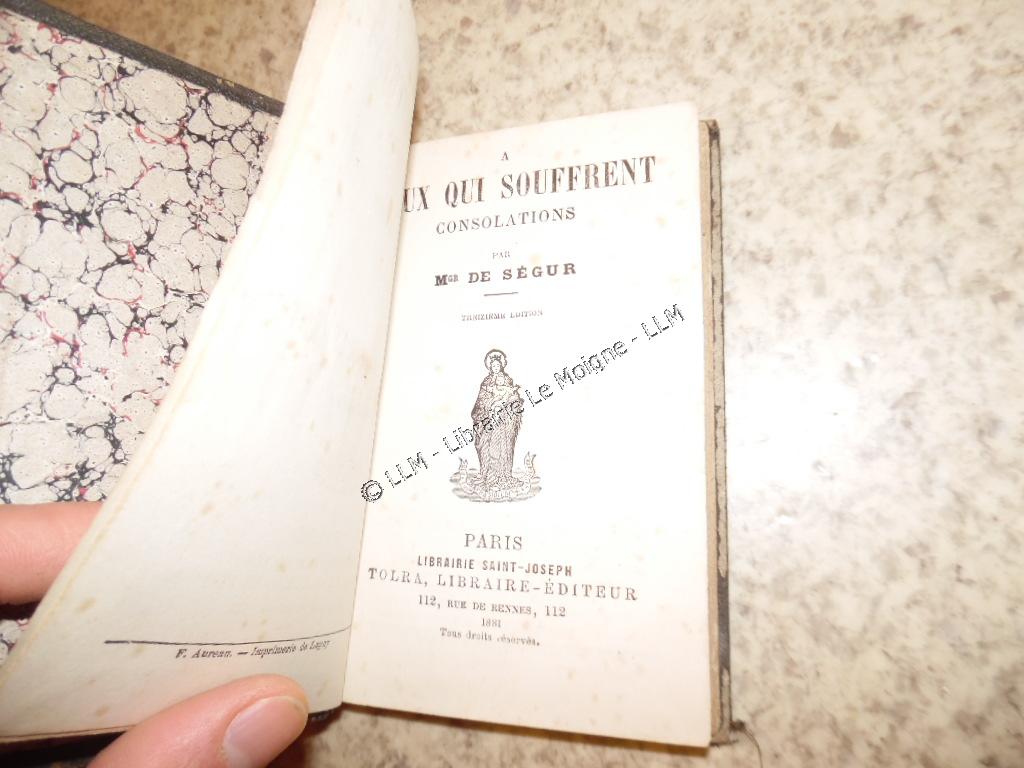 A
UX QUI SOUFFRENT
CONSOLATIONS
PAR
MGR DE SÉGUR
TREIZIÈME ÉDITION
© LLM - Librairie Le Moigne - LLM
PARIS
LIBRAIRIE SAINT-JOSEPH
TOLRA, LIBRAIRE-ÉDITEUR
112, RUE DE RENNES, 112
1881
Tous droits réservés.
F. Aureau. — Imprimerie de Lagny